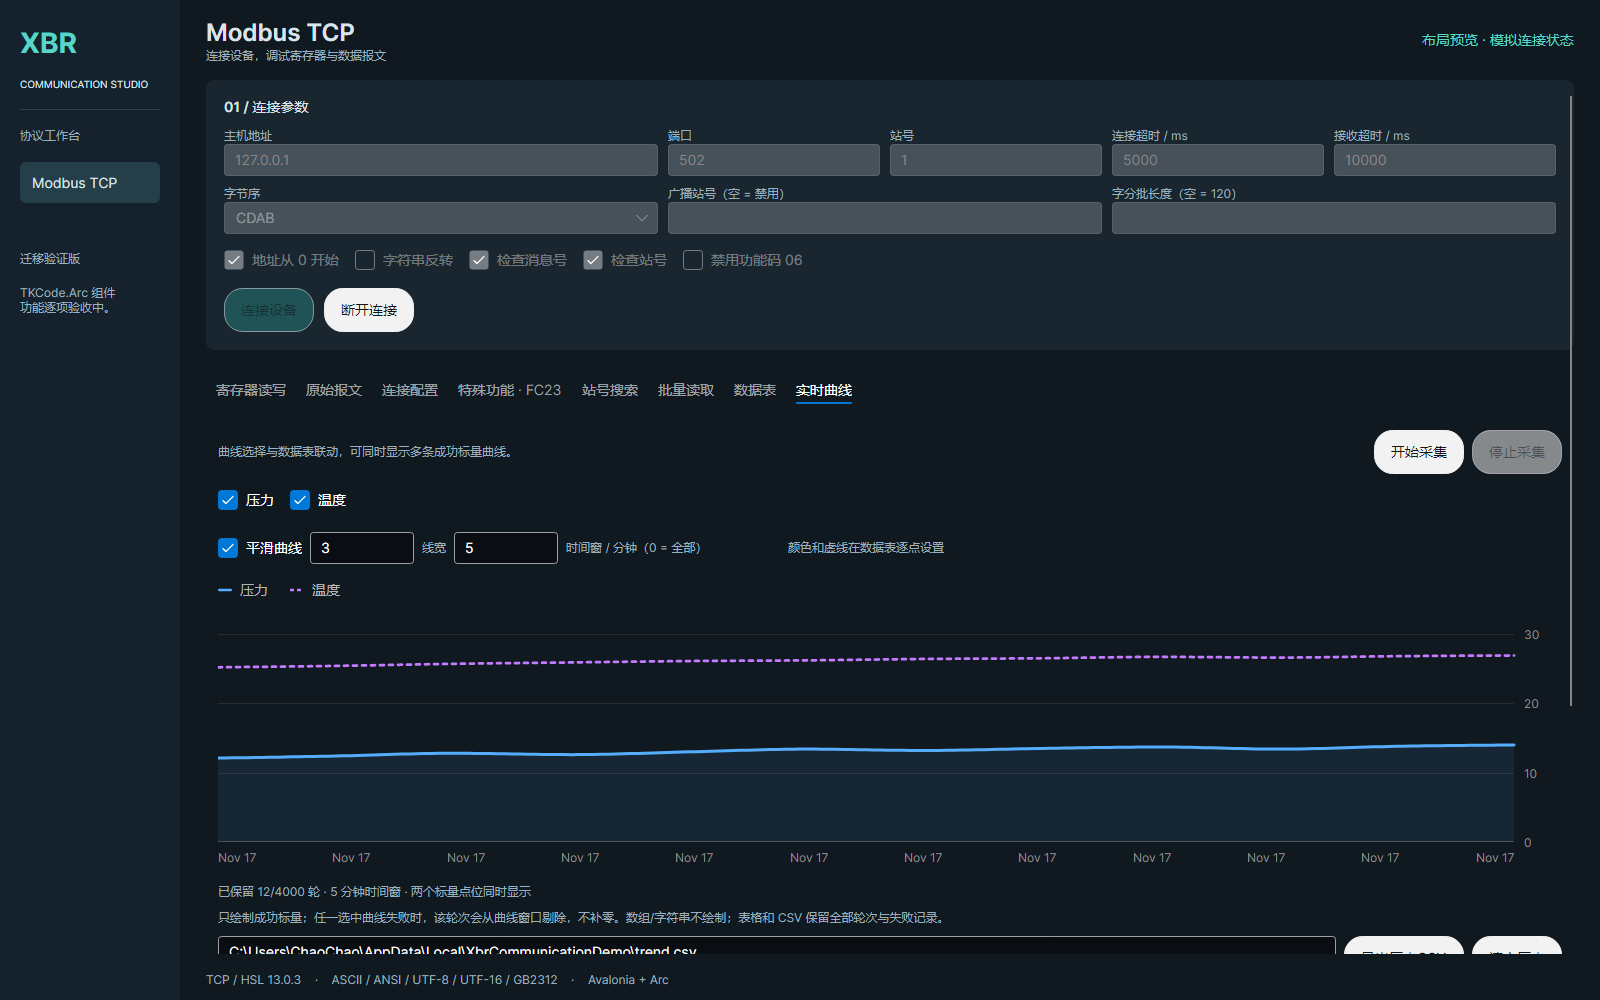 XBR
COMMUNICATION STUDIO
协议工作台
Modbus TCP
迁移验证版
TKCode.Arc 组件
功能逐项验收中。
Modbus TCP
连接设备，调试寄存器与数据报文
布局预览 · 模拟连接状态
01 / 连接参数
主机地址 端口 站号 连接超时 / ms 接收超时 / ms
127.0.0.1 502 1 5000 10000
字节序 广播站号（空 = 禁用） 字分批长度（空 = 120）
CDAB
地址从 0 开始 字符串反转 检查消息号 检查站号 禁用功能码 06
连接设备 断开连接
寄存器读写 原始报文 连接配置 特殊功能 · FC23 站号搜索 批量读取 数据表 实时曲线
曲线选择与数据表联动，可同时显示多条成功标量曲线。
开始采集 停止采集
压力 温度
平滑曲线 3 线宽 5 时间窗 / 分钟（0 = 全部） 颜色和虚线在数据表逐点设置
压力 温度
30
20
10
0
Nov 17 Nov 17 Nov 17 Nov 17 Nov 17 Nov 17 Nov 17 Nov 17 Nov 17 Nov 17 Nov 17 Nov 17
已保留 12/4000 轮 · 5 分钟时间窗 · 两个标量点位同时显示
只绘制成功标量；任一选中曲线失败时，该轮次会从曲线窗口剔除，不补零。数组/字符串不绘制；表格和 CSV 保留全部轮次与失败记录。
C:\Users\ChaoChao\AppData\Local\XbrCommunicationDemo\trend.csv
TCP / HSL 13.0.3 · ASCII / ANSI / UTF-8 / UTF-16 / GB2312 · Avalonia + Arc